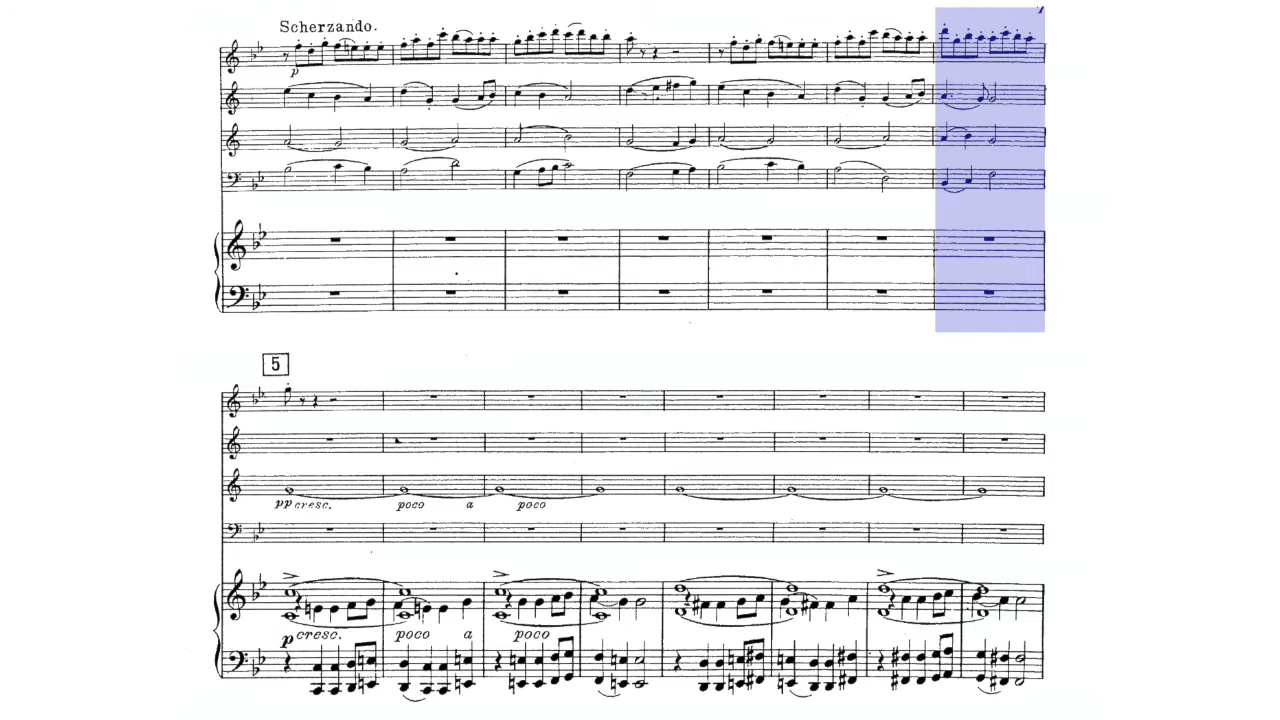 Scherzando.
p
5
pp cresc. poco a poco
p cresc. poco a poco